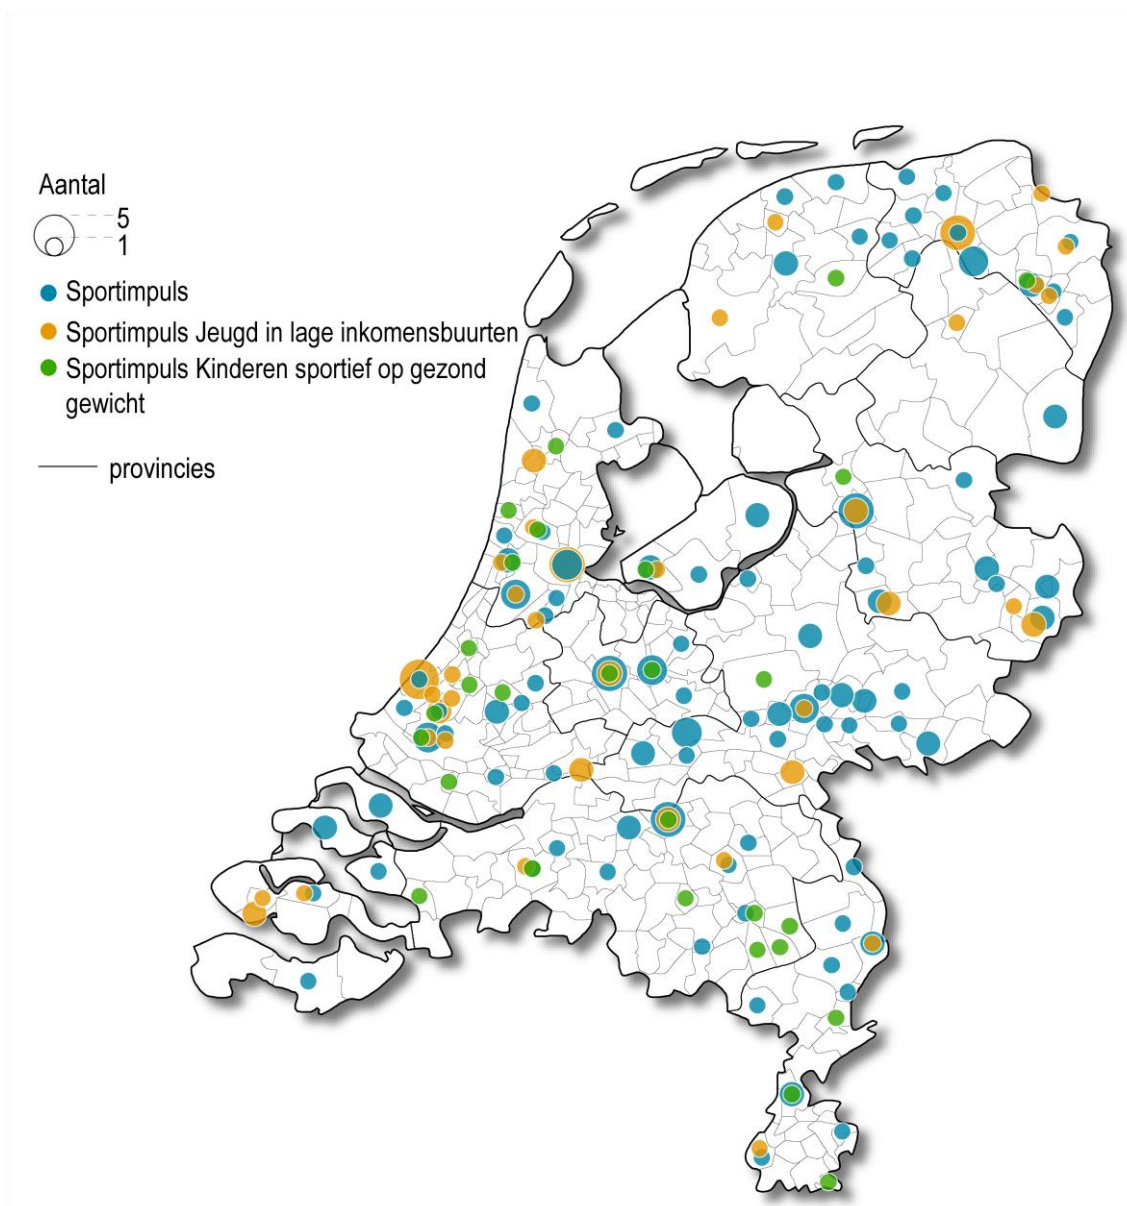 Aantal
5
1
Sportimpuls
Sportimpuls Jeugd in lage inkomensbuurten
Sportimpuls Kinderen sportief op gezond
gewicht
provincies